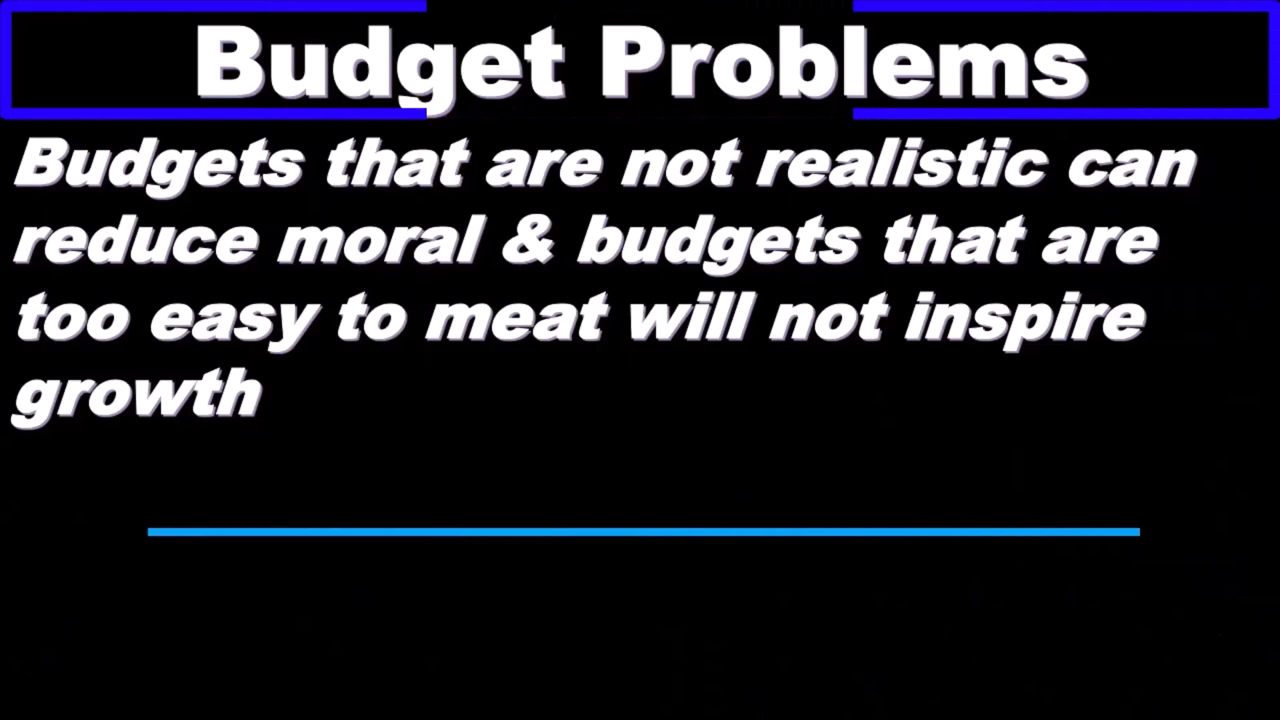 Budget Problems
Budgets that are not realistic can
reduce moral & budgets that are
too easy to meat will not inspire
growth